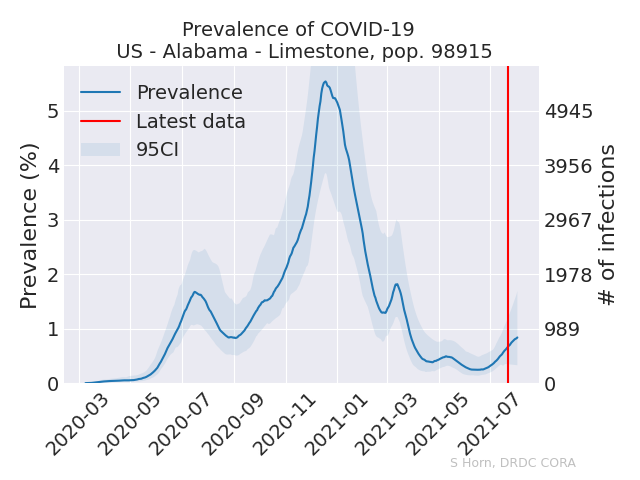 Prevalence of COVID-19
US - Alabama - Limestone, pop. 98915
Prevalence
Latest data
95CI
Prevalence (%)
5
4
3
2
1
0
4945
3956
2967
1978
989
0
# of infections
2020-03
2020-05
2020-07
2020-09
2020-11
2021-01
2021-03
2021-05
2021-07
S Horn, DRDC CORA